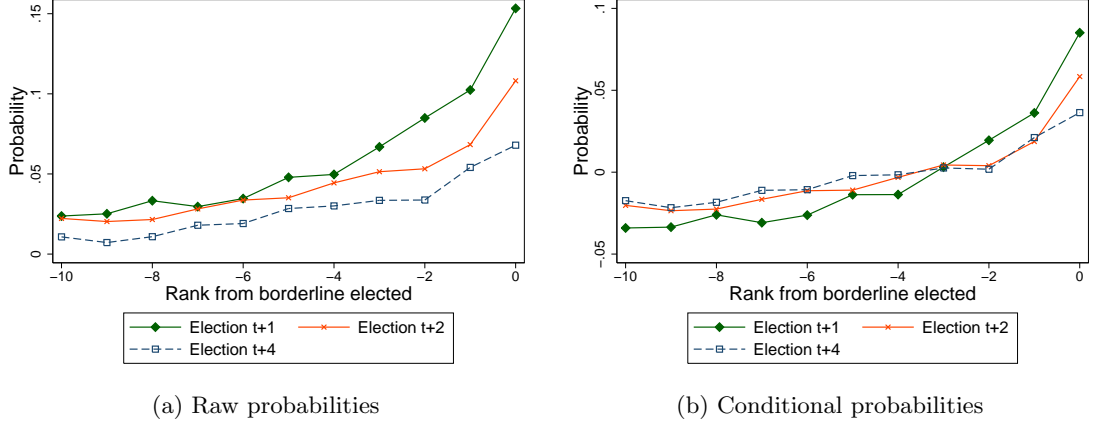 .15
.1
.05
0
Probability
−10
−8
−6
−4
−2
0
Rank from borderline elected
Election t+1
Election t+2
Election t+4
(a) Raw probabilities
.1
.05
0
−.05
Probability
−10
−8
−6
−4
−2
0
Rank from borderline elected
Election t+1
Election t+2
Election t+4
(b) Conditional probabilities